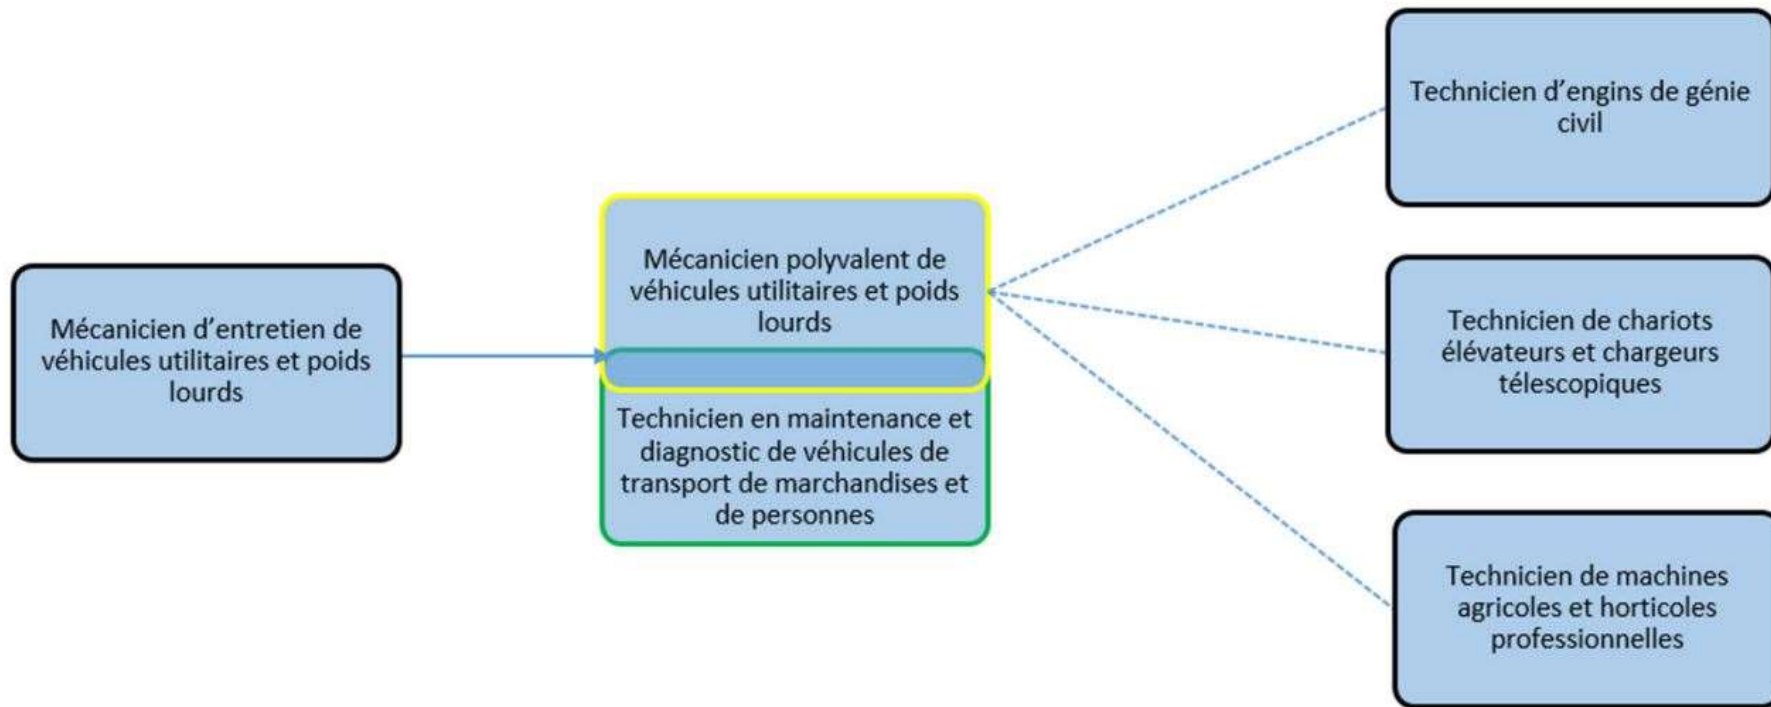 Mécanicien d’entretien de
véhicules utilitaires et poids
lourds
Mécanicien polyvalent de
véhicules utilitaires et poids
lourds
Technicien en maintenance et
diagnostic de véhicules de
transport de marchandises et
de personnes
Technicien d’engins de génie
civil
Technicien de chariots
élévateurs et chargeurs
télescopiques
Technicien de machines
agricoles et horticoles
professionnelles